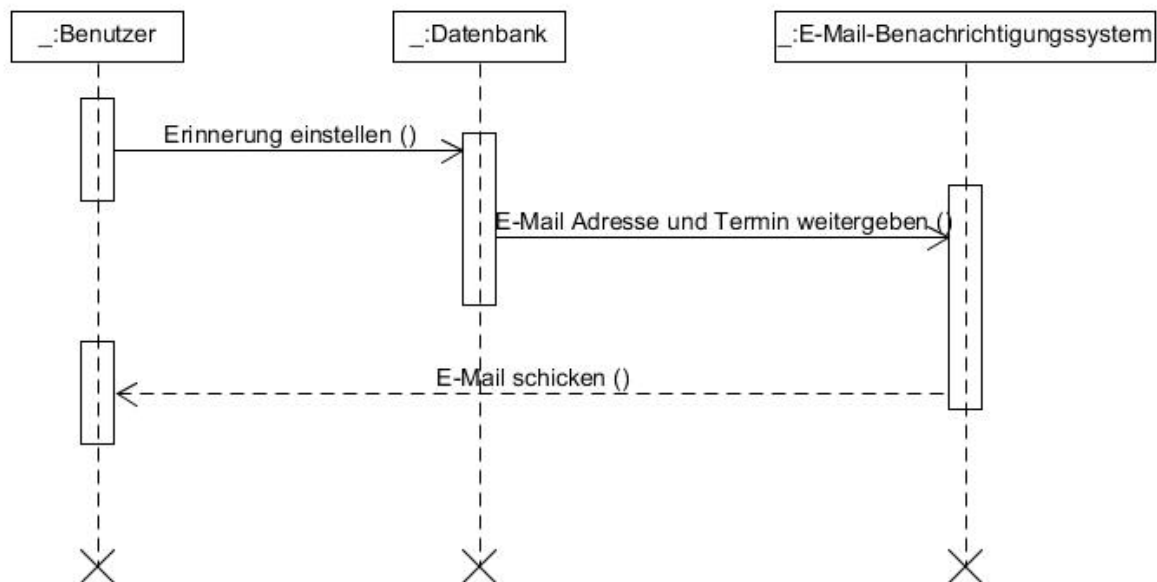 _:Benutzer
_:Datenbank
_:E-Mail-Benachrichtigungssystem
Erinnerung einstellen ()
E-Mail Adresse und Termin weitergeben ()
E-Mail schicken ()